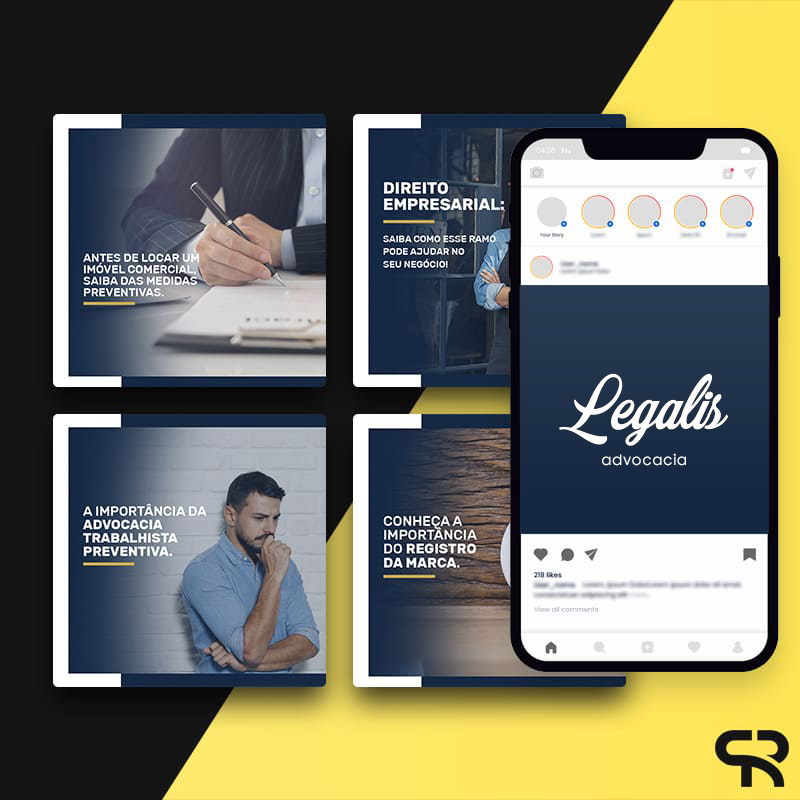 ANTES DE LOCAR UM
IMÓVEL COMERCIAL,
SAIBA DAS MEDIDAS
PREVENTIVAS.
DIREITO
EMPRESARIAL:
SAIBA COMO ESSE RAMO
PODE AJUDAR NO
SEU NEGÓCIO!
A IMPORTÂNCIA DA
ADVOCACIA
TRABALHISTA
PREVENTIVA.
CONHEÇA A
IMPORTÂNCIA
DO REGISTRO
DA MARCA.
Your Story
Legalis
advocacia
218 likes
View all comments